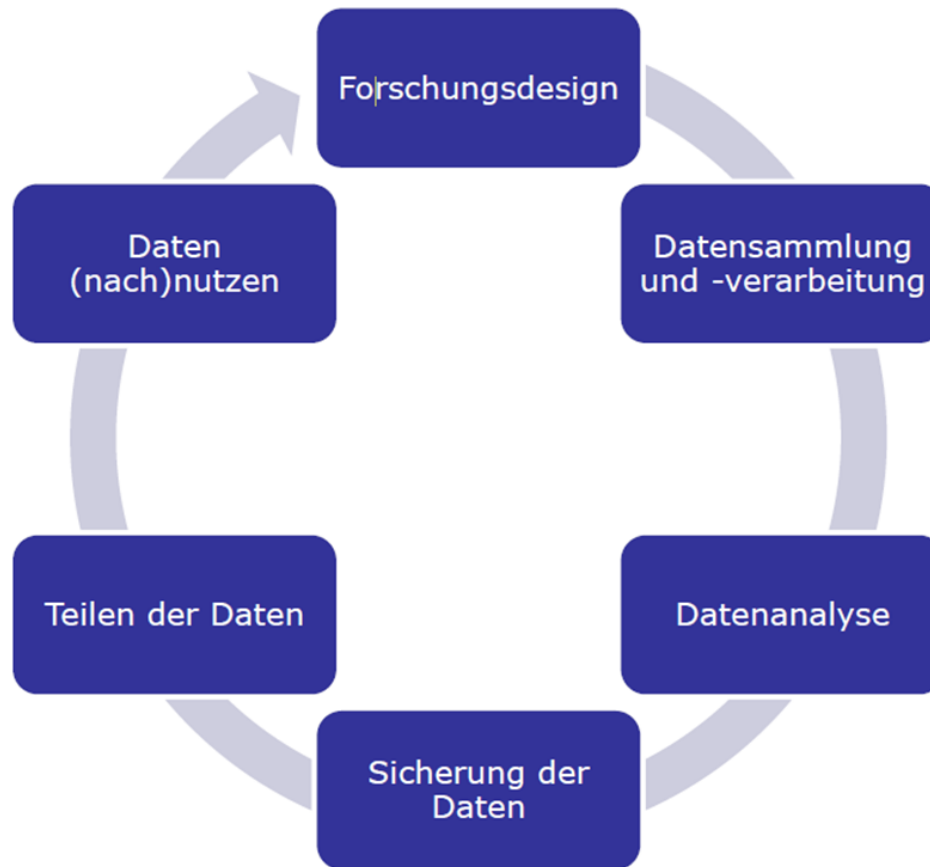 Forschungsdesign
Datensammlung
und -verarbeitung
Datenanalyse
Sicherung der
Daten
Teilen der Daten
Daten
(nach)nutzen